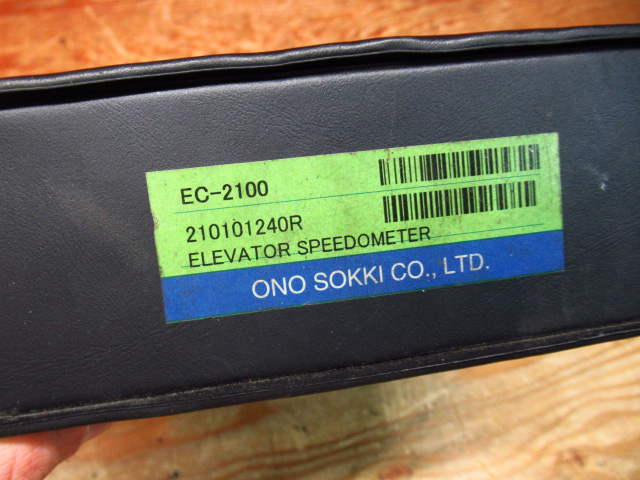 EC-2100
210101240R
ELEVATOR SPEEDOMETER
ONO SOKKI CO., LTD.